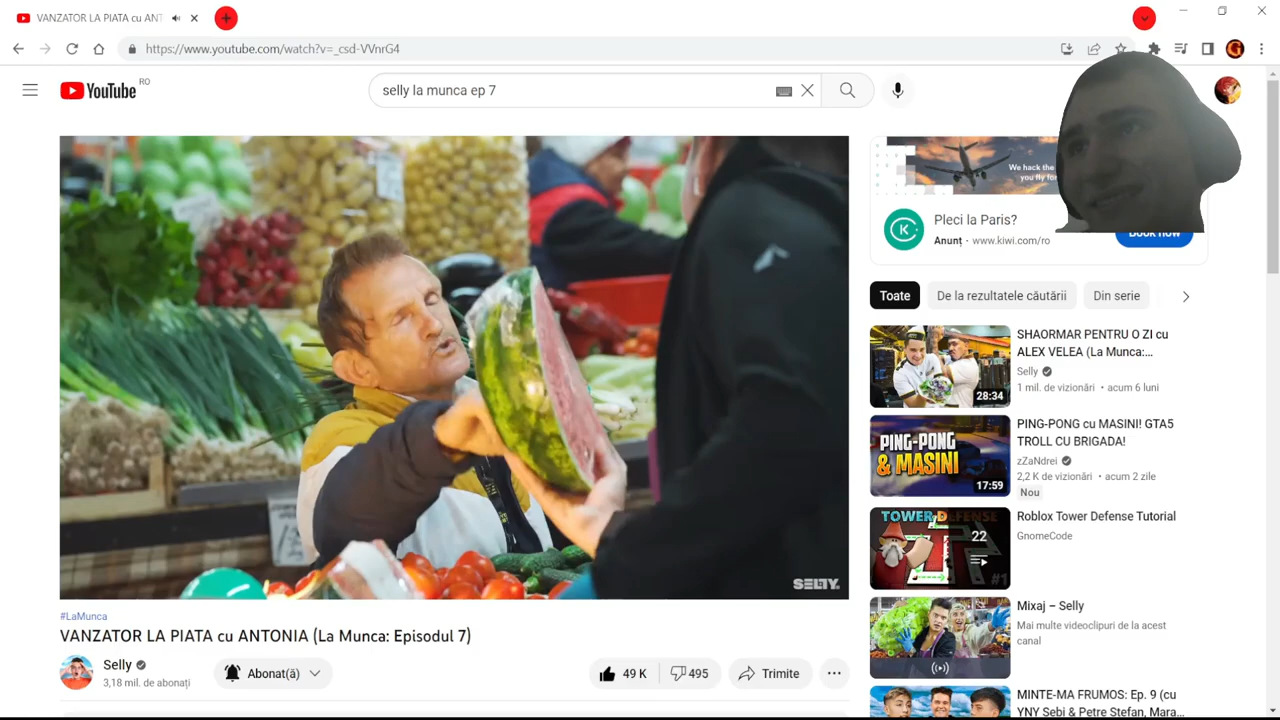 VANZATOR LA PIATA cu ANT
https://www.youtube.com/watch?v=_csd-VVnrG4
YouTube RO
selly la munca ep 7
We hack the
you fly for
Pleci la Paris?
Anunț · www.kiwi.com/ro
Book now
Toate
De la rezultatele căutării
Din serie
SHAORMAR PENTRU O ZI cu
ALEX VELEA (La Munca:...
Selly
1 mil. de vizionări • acum 6 luni
28:34
PING-PONG
& MASINI
17:59
PING-PONG cu MASINI! GTA5
TROLL CU BRIGADA!
zZaNdrei
2,2 K de vizionări • acum 2 zile
Nou
TOWER DEFENSE
22
#1
Roblox Tower Defense Tutorial
GnomeCode
Mixaj – Selly
Mai multe videoclipuri de la acest
canal
MINTE-MA FRUMOS: Ep. 9 (cu
YNY Sebi & Petre Stefan, Mara...
SELLY.
#LaMunca
VANZATOR LA PIATA cu ANTONIA (La Munca: Episodul 7)
Selly
3,18 mil. de abonați
Abonat(ă)
49 K
495
Trimite